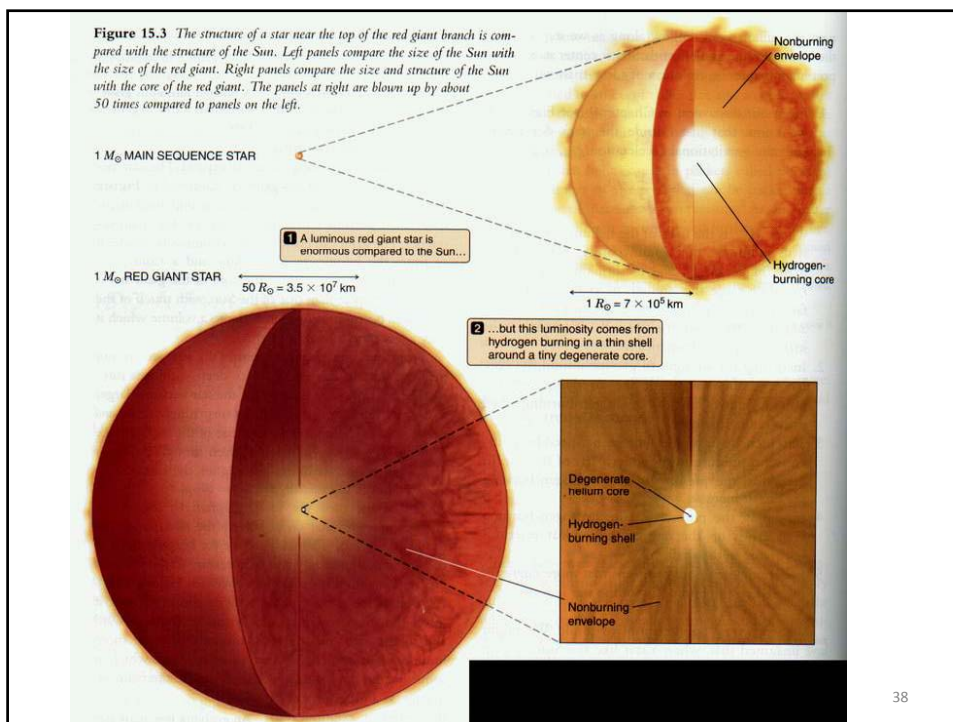 Figure 15.3 The structure of a star near the top of the red giant branch is com-
pared with the structure of the Sun. Left panels compare the size of the Sun with
the size of the red giant. Right panels compare the size and structure of the Sun
with the core of the red giant. The panels at right are blown up by about
50 times compared to panels on the left.
Nonburning
envelope
1 M⊙ MAIN SEQUENCE STAR
1 A luminous red giant star is
enormous compared to the Sun...
Hydrogen-
burning core
1 M⊙ RED GIANT STAR
50 R⊙ = 3.5 × 10⁷ km
1 R⊙ = 7 × 10⁵ km
2 ...but this luminosity comes from
hydrogen burning in a thin shell
around a tiny degenerate core.
Degenerate
helium core
Hydrogen-
burning shell
Nonburning
envelope
38